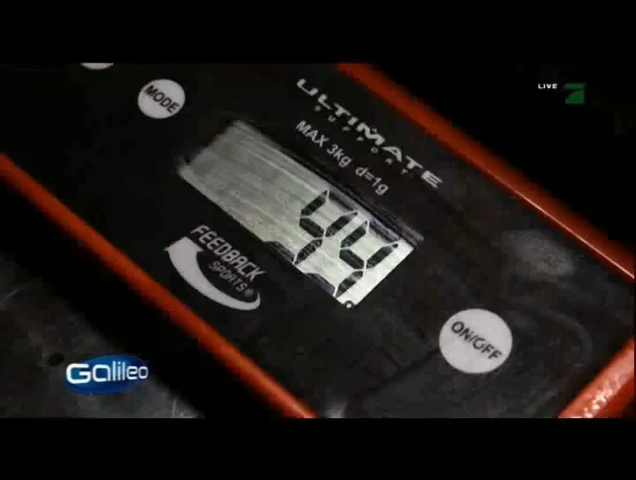 LIVE
MODE
ULTIMATE
SUPPORT
MAX 3kg d=1g
44
FEEDBACK
SPORTS®
ON/OFF
Galileo